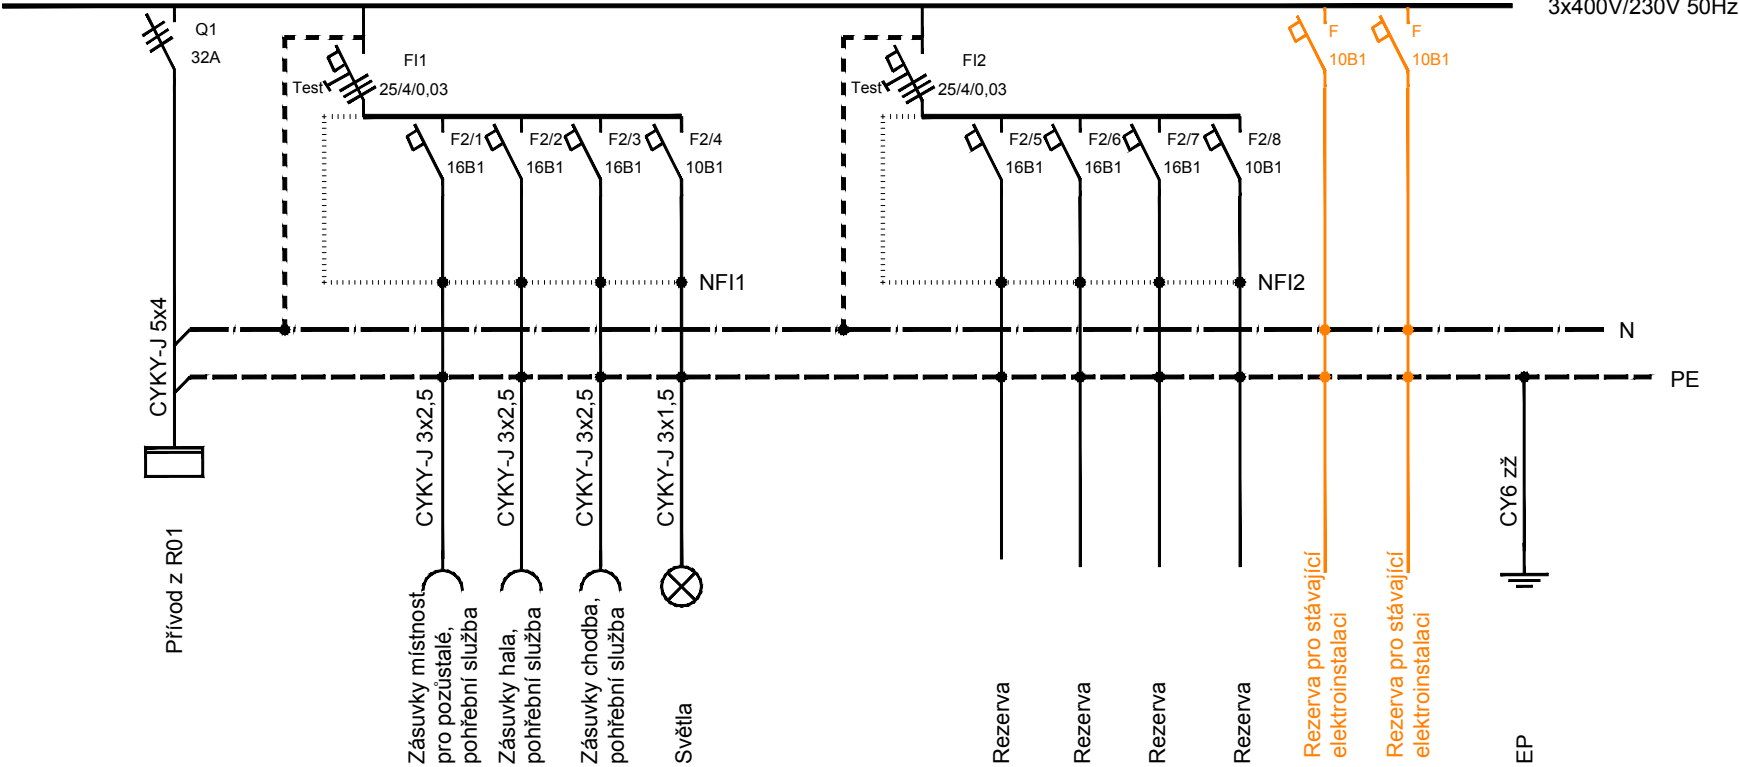 3x400V/230V 50Hz
Q1
32A
FI1
Test
25/4/0,03
FI2
Test
25/4/0,03
F
10B1
F
10B1
F2/1
16B1
F2/2
16B1
F2/3
16B1
F2/4
10B1
F2/5
16B1
F2/6
16B1
F2/7
16B1
F2/8
10B1
NFI1
NFI2
N
PE
CYKY-J 5x4
CYKY-J 3x2,5
CYKY-J 3x2,5
CYKY-J 3x2,5
CYKY-J 3x1,5
CY6 zž
Přívod z R01
Zásuvky místnost
pro pozůstalé,
pohřební služba
Zásuvky hala,
pohřební služba
Zásuvky chodba,
pohřební služba
Světla
Rezerva
Rezerva
Rezerva
Rezerva
Rezerva pro stávající
elektroinstalaci
Rezerva pro stávající
elektroinstalaci
EP